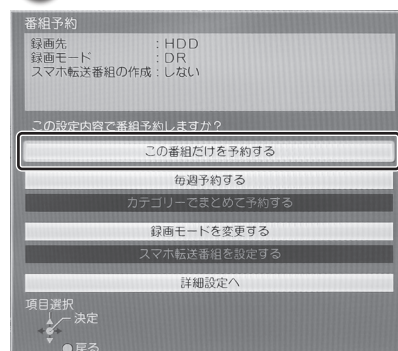 番組予約
録画先 :HDD
録画モード :DR
スマホ転送番組の作成:しない
この設定内容で番組予約しますか?
この番組だけを予約する
毎週予約する
カテゴリーでまとめて予約する
録画モードを変更する
スマホ転送番組を設定する
詳細設定へ
項目選択
決定
戻る